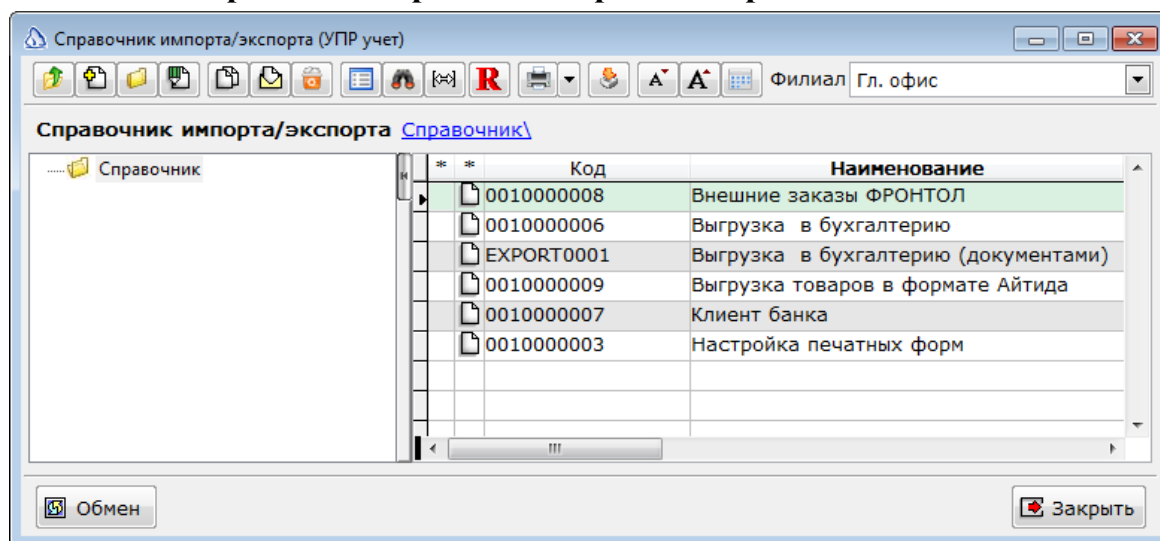 Справочник импорта/экспорта (УПР учет)
R A A Филиал Гл. офис
Справочник импорта/экспорта Справочник\
Справочник
* * Код Наименование
0010000008 Внешние заказы ФРОНТОЛ
0010000006 Выгрузка в бухгалтерию
EXPORT0001 Выгрузка в бухгалтерию (документами)
0010000009 Выгрузка товаров в формате Айтида
0010000007 Клиент банка
0010000003 Настройка печатных форм
Обмен Закрыть